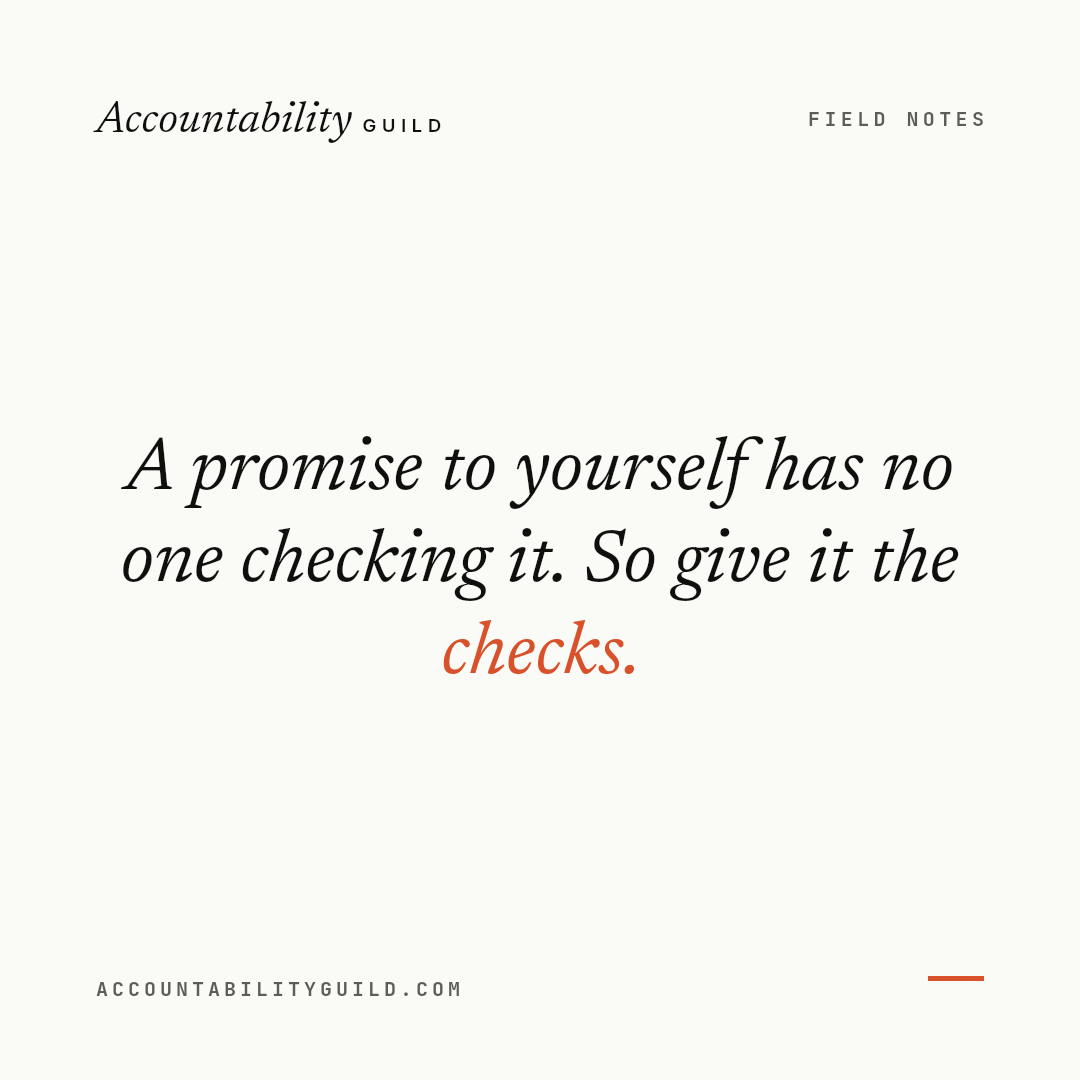 Accountability GUILD
FIELD NOTES
A promise to yourself has no
one checking it. So give it the
checks.
ACCOUNTABILITYGUILD.COM